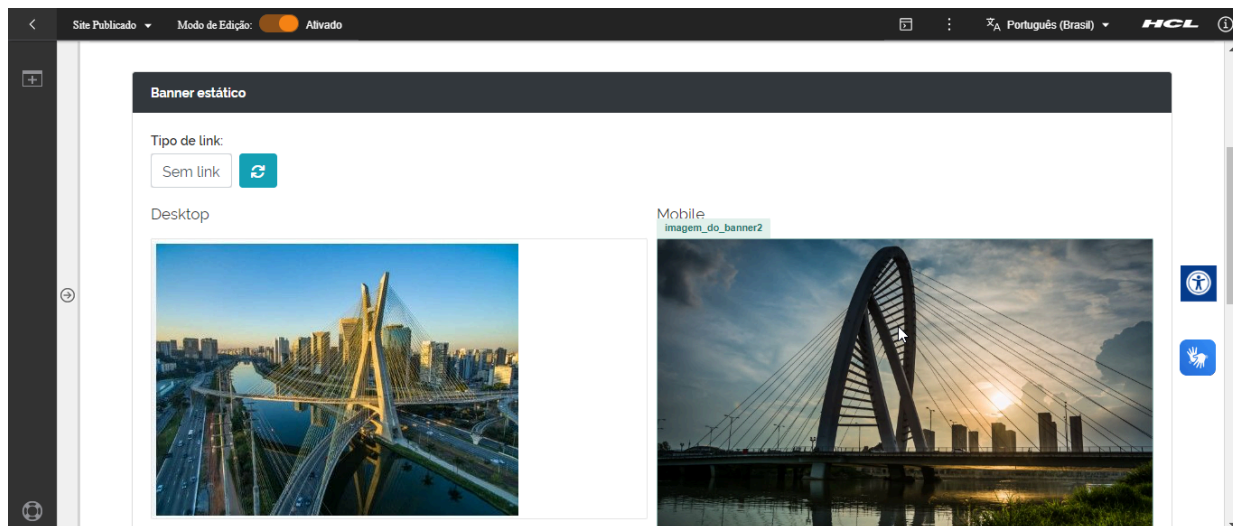 Site Publicado
Modo de Edição:
Ativado
Português (Brasil)
HCL
Banner estático
Tipo de link:
Sem link
Desktop
Mobile
imagem_do_banner2